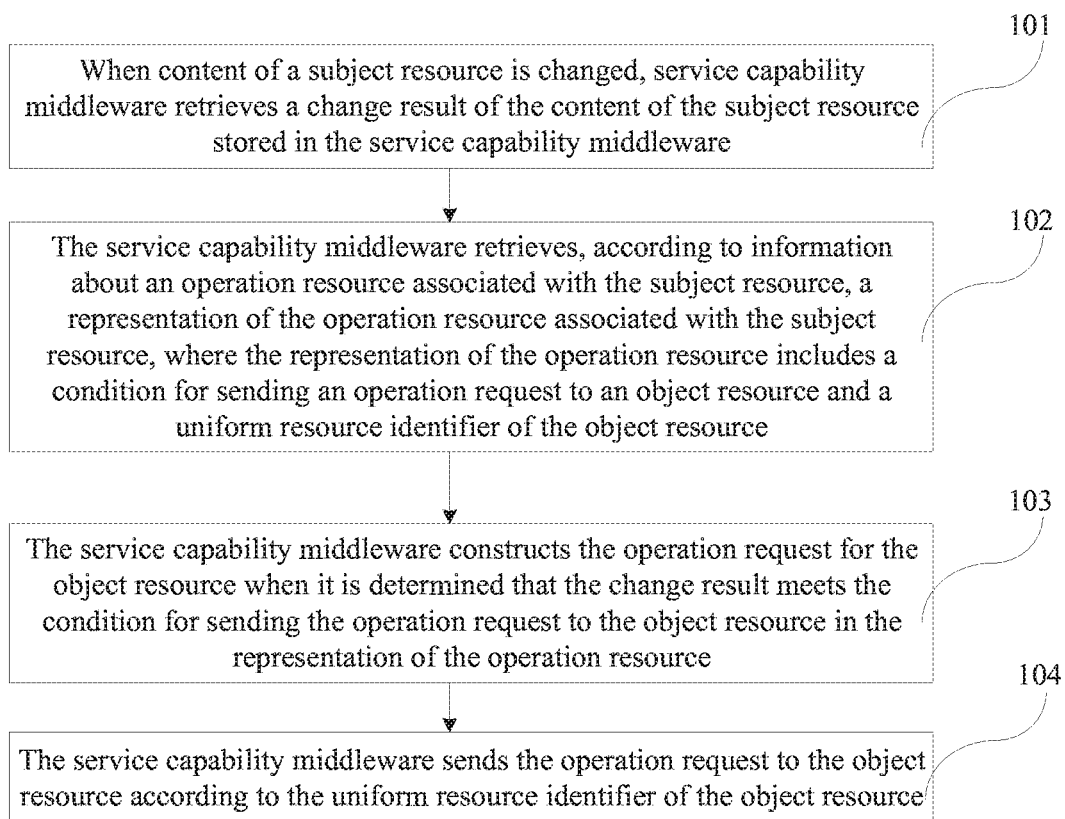 101
When content of a subject resource is changed, service capability
middleware retrieves a change result of the content of the subject resource
stored in the service capability middleware
102
The service capability middleware retrieves, according to information
about an operation resource associated with the subject resource, a
representation of the operation resource associated with the subject
resource, where the representation of the operation resource includes a
condition for sending an operation request to an object resource and a
uniform resource identifier of the object resource
103
The service capability middleware constructs the operation request for the
object resource when it is determined that the change result meets the
condition for sending the operation request to the object resource in the
representation of the operation resource
104
The service capability middleware sends the operation request to the object
resource according to the uniform resource identifier of the object resource